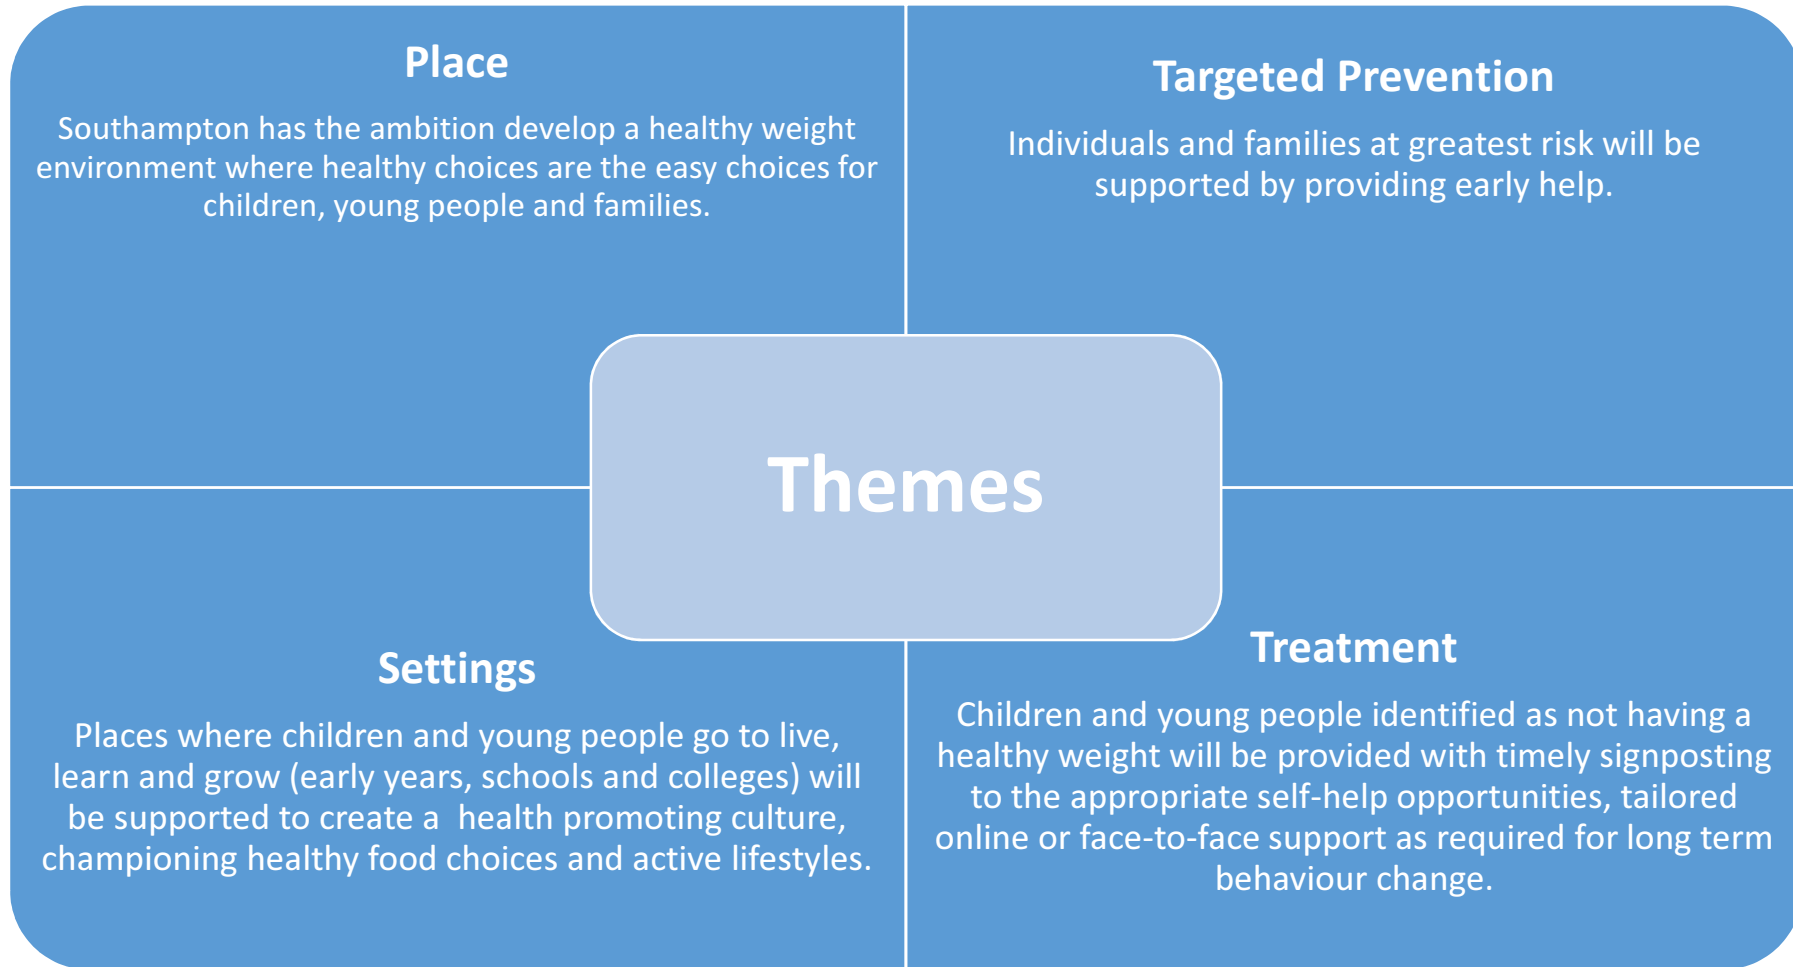 Place
Southampton has the ambition develop a healthy weight
environment where healthy choices are the easy choices for
children, young people and families.
Targeted Prevention
Individuals and families at greatest risk will be
supported by providing early help.
Themes
Settings
Places where children and young people go to live,
learn and grow (early years, schools and colleges) will
be supported to create a  health promoting culture,
championing healthy food choices and active lifestyles.
Treatment
Children and young people identified as not having a
healthy weight will be provided with timely signposting
to the appropriate self-help opportunities, tailored
online or face-to-face support as required for long term
behaviour change.